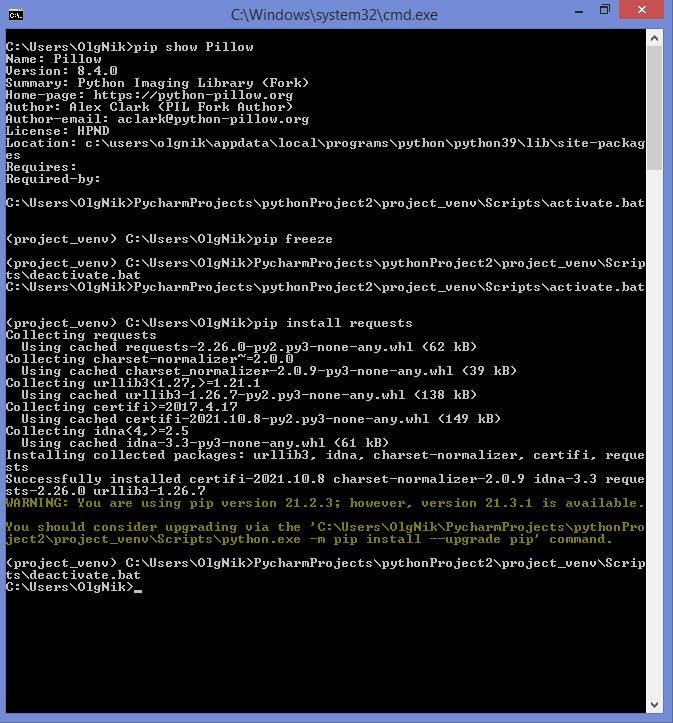 C:\Windows\system32\cmd.exe
C:\Users\OlgNik>pip show Pillow
Name: Pillow
Version: 8.4.0
Summary: Python Imaging Library (Fork)
Home-page: https://python-pillow.org
Author: Alex Clark (PIL Fork Author)
Author-email: aclark@python-pillow.org
License: HPND
Location: c:\users\olgnik\appdata\local\programs\python\python39\lib\site-packag
es
Requires:
Required-by:
C:\Users\OlgNik>PycharmProjects\pythonProject2\project_venv\Scripts\activate.bat
(project_venv) C:\Users\OlgNik>pip freeze
(project_venv) C:\Users\OlgNik>PycharmProjects\pythonProject2\project_venv\Scrip
ts\deactivate.bat
C:\Users\OlgNik>PycharmProjects\pythonProject2\project_venv\Scripts\activate.bat
(project_venv) C:\Users\OlgNik>pip install requests
Collecting requests
  Using cached requests-2.26.0-py2.py3-none-any.whl (62 kB)
Collecting charset-normalizer~=2.0.0
  Using cached charset_normalizer-2.0.9-py3-none-any.whl (39 kB)
Collecting urllib3<1.27,>=1.21.1
  Using cached urllib3-1.26.7-py2.py3-none-any.whl (138 kB)
Collecting certifi>=2017.4.17
  Using cached certifi-2021.10.8-py2.py3-none-any.whl (149 kB)
Collecting idna<4,>=2.5
  Using cached idna-3.3-py3-none-any.whl (61 kB)
Installing collected packages: urllib3, idna, charset-normalizer, certifi, reque
sts
Successfully installed certifi-2021.10.8 charset-normalizer-2.0.9 idna-3.3 reque
sts-2.26.0 urllib3-1.26.7
WARNING: You are using pip version 21.2.3; however, version 21.3.1 is available.
You should consider upgrading via the 'C:\Users\OlgNik\PycharmProjects\pythonPro
ject2\project_venv\Scripts\python.exe -m pip install --upgrade pip' command.
(project_venv) C:\Users\OlgNik>PycharmProjects\pythonProject2\project_venv\Scrip
ts\deactivate.bat
C:\Users\OlgNik>